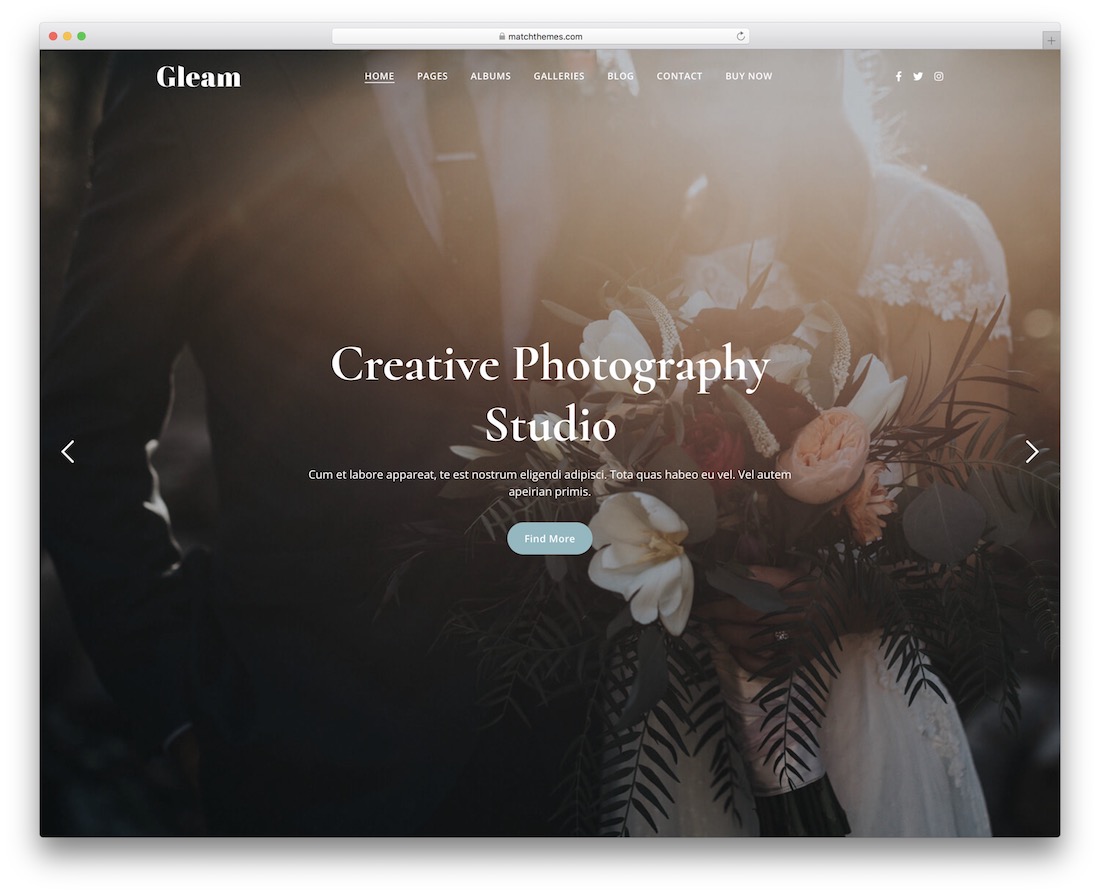 matchthemes.com
Gleam
HOME PAGES ALBUMS GALLERIES BLOG CONTACT BUY NOW
Creative Photography
Studio
Cum et labore appareat, te est nostrum eligendi adipisci. Tota quas habeo eu vel. Vel autem
apeirian primis.
Find More